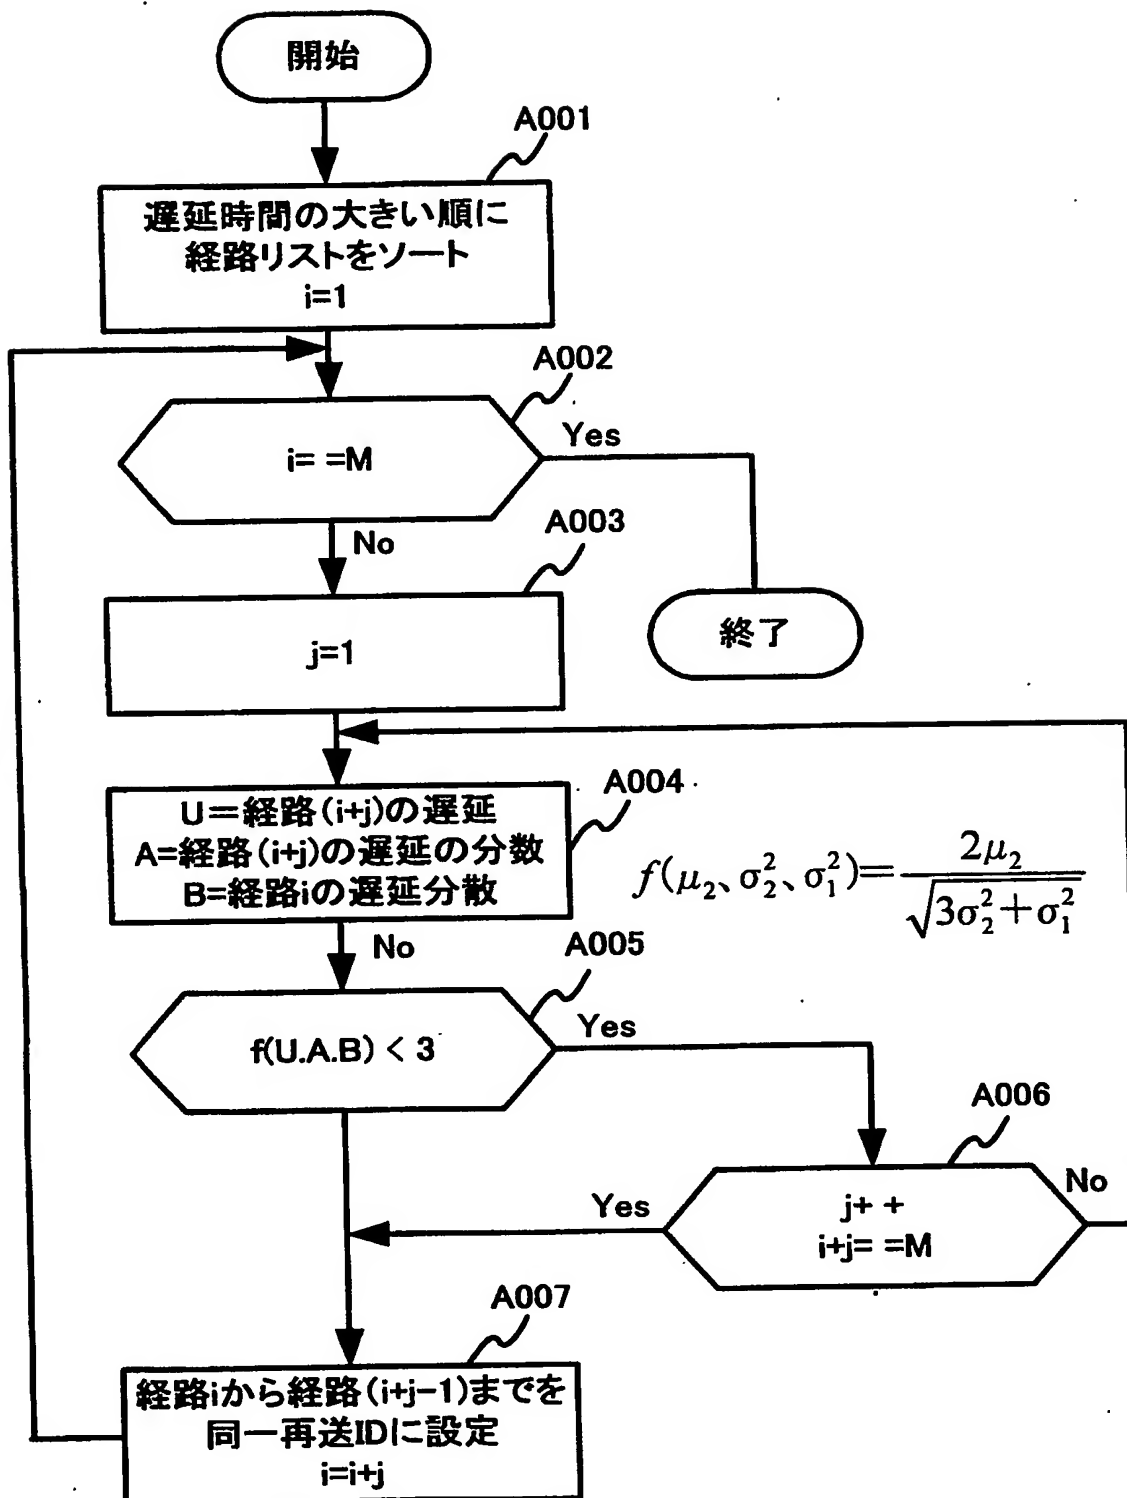 開始
A001
遅延時間の大きい順に
経路リストをソート
i=1
A002
i= =M
Yes
No
A003
j=1
終了
A004
U=経路(i+j)の遅延
A=経路(i+j)の遅延の分数
B=経路iの遅延分散
f(μ₂、σ₂²、σ₁²)=2μ₂/√(3σ₂²+σ₁²)
No
A005
f(U.A.B) < 3
Yes
A006
j+ +
i+j= =M
Yes
No
A007
経路iから経路(i+j-1)までを
同一再送IDに設定
i=i+j